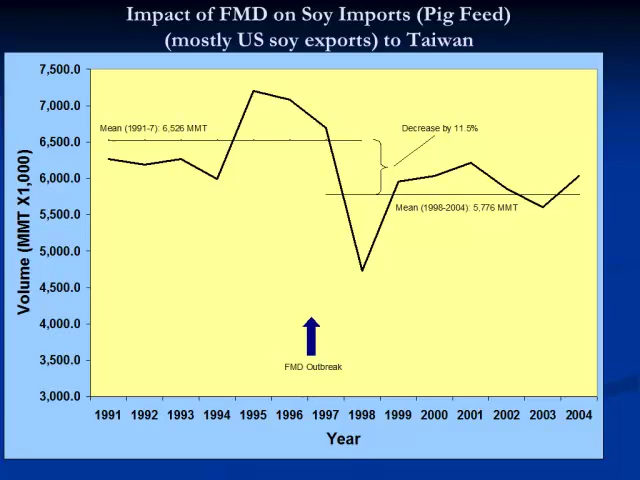 Impact of FMD on Soy Imports (Pig Feed)
(mostly US soy exports) to Taiwan
7,500.0
7,000.0
6,500.0
6,000.0
5,500.0
5,000.0
4,500.0
4,000.0
3,500.0
3,000.0
Volume (MMT X1,000)
Mean (1991-7): 6,526 MMT
Decrease by 11.5%
Mean (1998-2004): 5,776 MMT
FMD Outbreak
1991 1992 1993 1994 1995 1996 1997 1998 1999 2000 2001 2002 2003 2004
Year